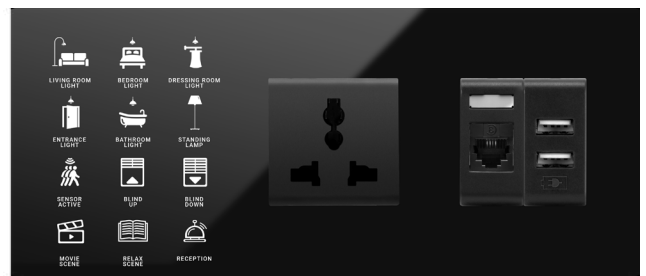 LIVING ROOM
LIGHT
BEDROOM
LIGHT
DRESSING ROOM
LIGHT
ENTRANCE
LIGHT
BATHROOM
LIGHT
STANDING
LAMP
SENSOR
ACTIVE
BLIND
UP
BLIND
DOWN
MOVIE
SCENE
RELAX
SCENE
RECEPTION